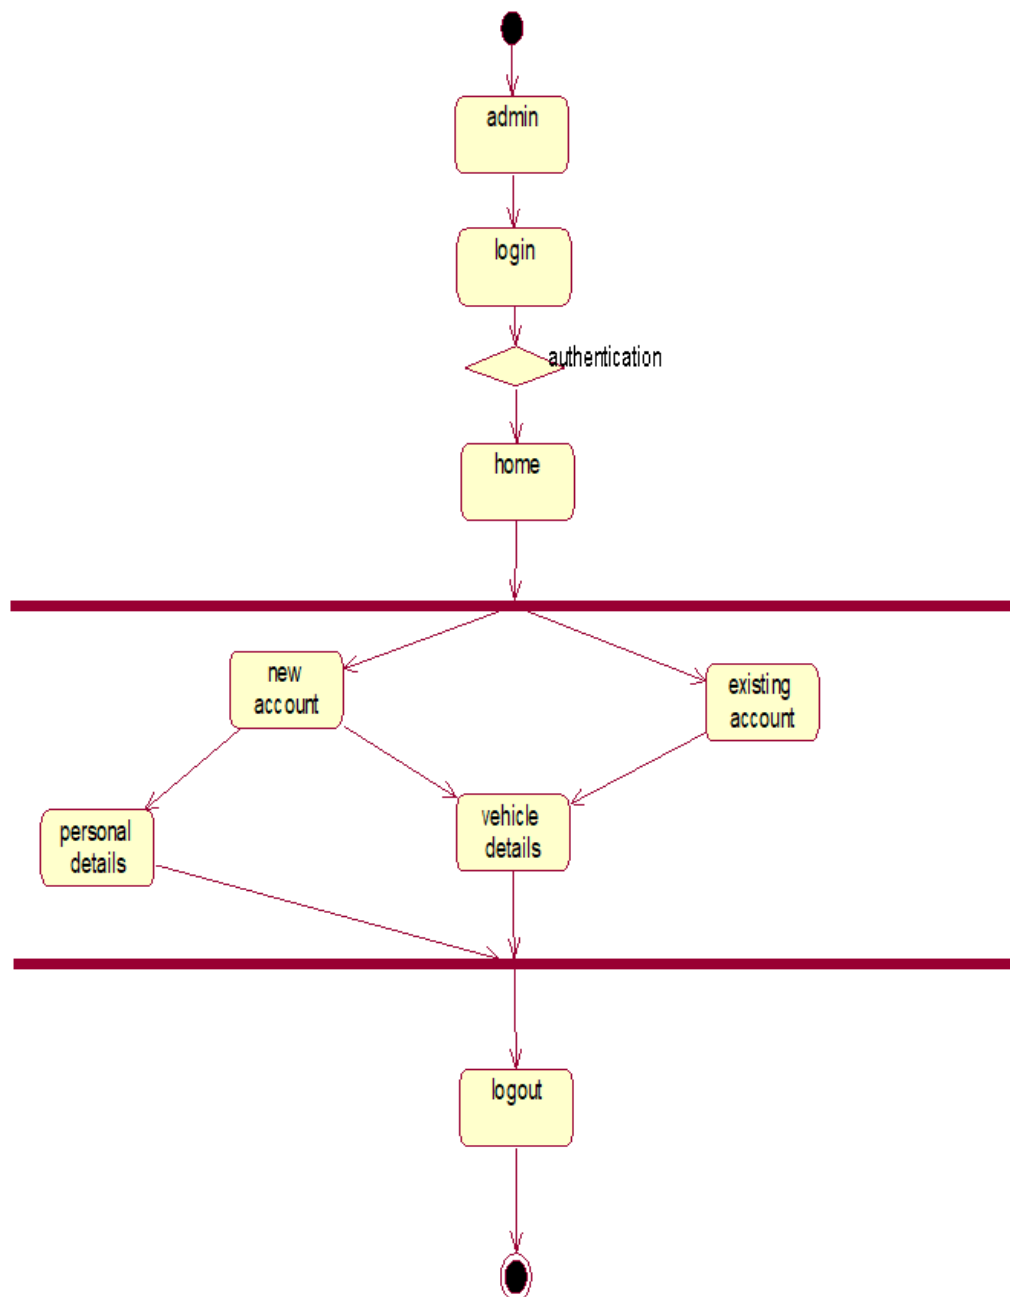 admin
login
authentication
home
new
account
existing
account
personal
details
vehicle
details
logout